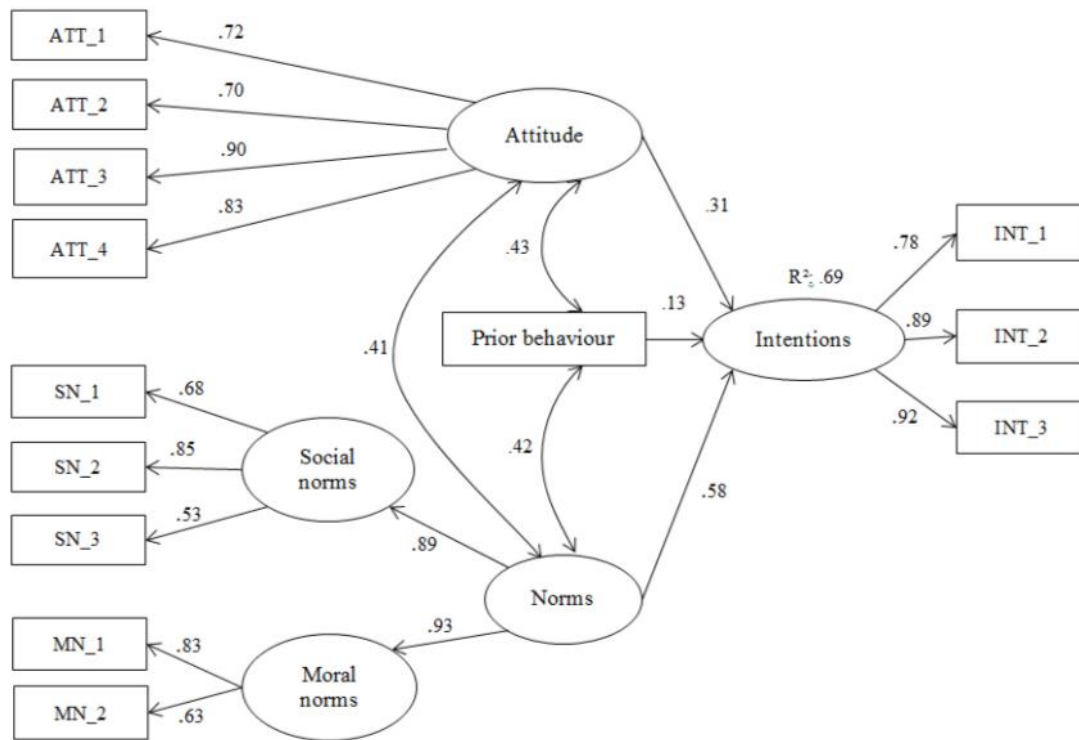 ATT_1
.72
ATT_2
.70
ATT_3
.90
ATT_4
.83
Attitude
.31
.43
.41
Prior behaviour
.13
R²: .69
Intentions
.78
INT_1
.89
INT_2
.92
INT_3
.42
.58
SN_1
.68
SN_2
.85
SN_3
.53
Social
norms
.89
Norms
.93
MN_1
.83
MN_2
.63
Moral
norms